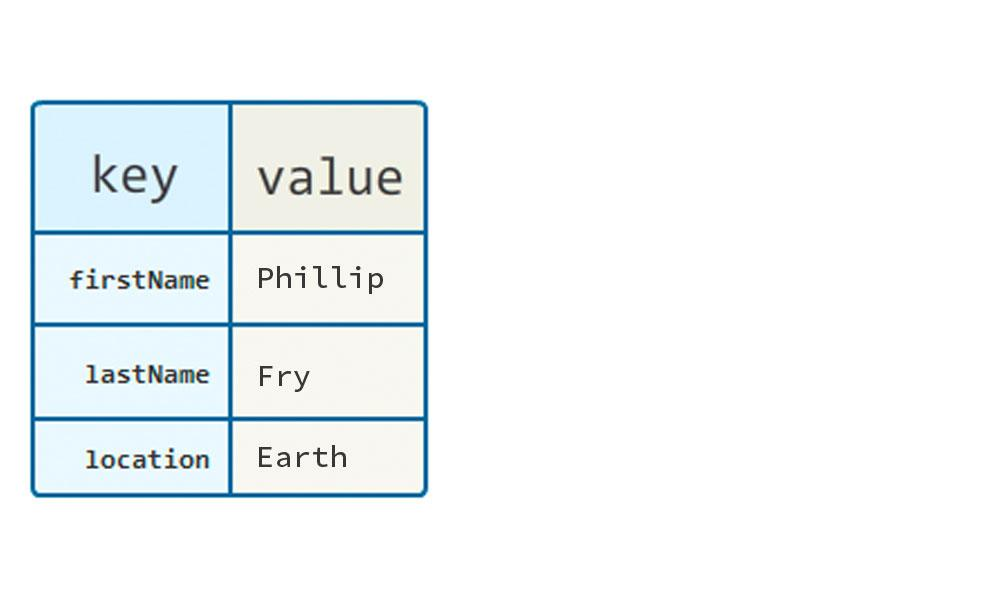 key value
firstName Phillip
lastName Fry
location Earth